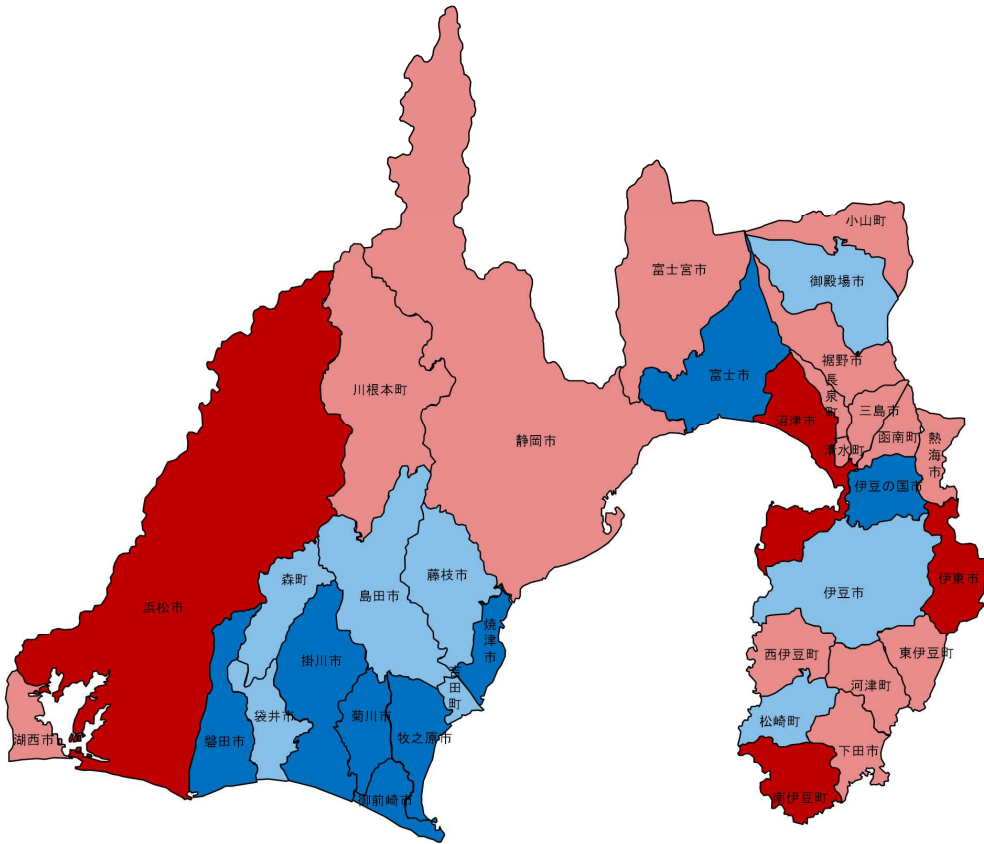 小山町
富士宮市
御殿場市
裾野市
富士市
長泉町
川根本町
三島市
沼津市
静岡市
函南町
熱海市
清水町
伊豆の国市
藤枝市
森町
島田市
伊東市
伊豆市
浜松市
焼津市
掛川市
西伊豆町
東伊豆町
吉田町
河津町
袋井市
菊川市
松崎町
湖西市
磐田市
牧之原市
下田市
御前崎市
南伊豆町